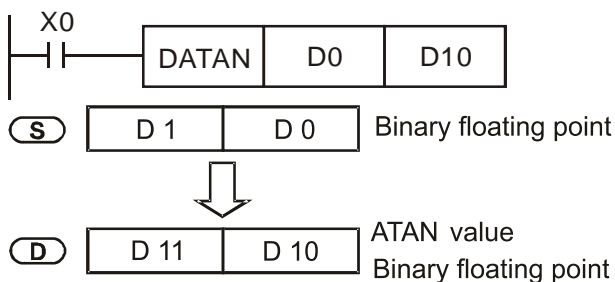 X0
DATAN D0 D10
S D 1 D 0 Binary floating point
D D 11 D 10 ATAN value
Binary floating point